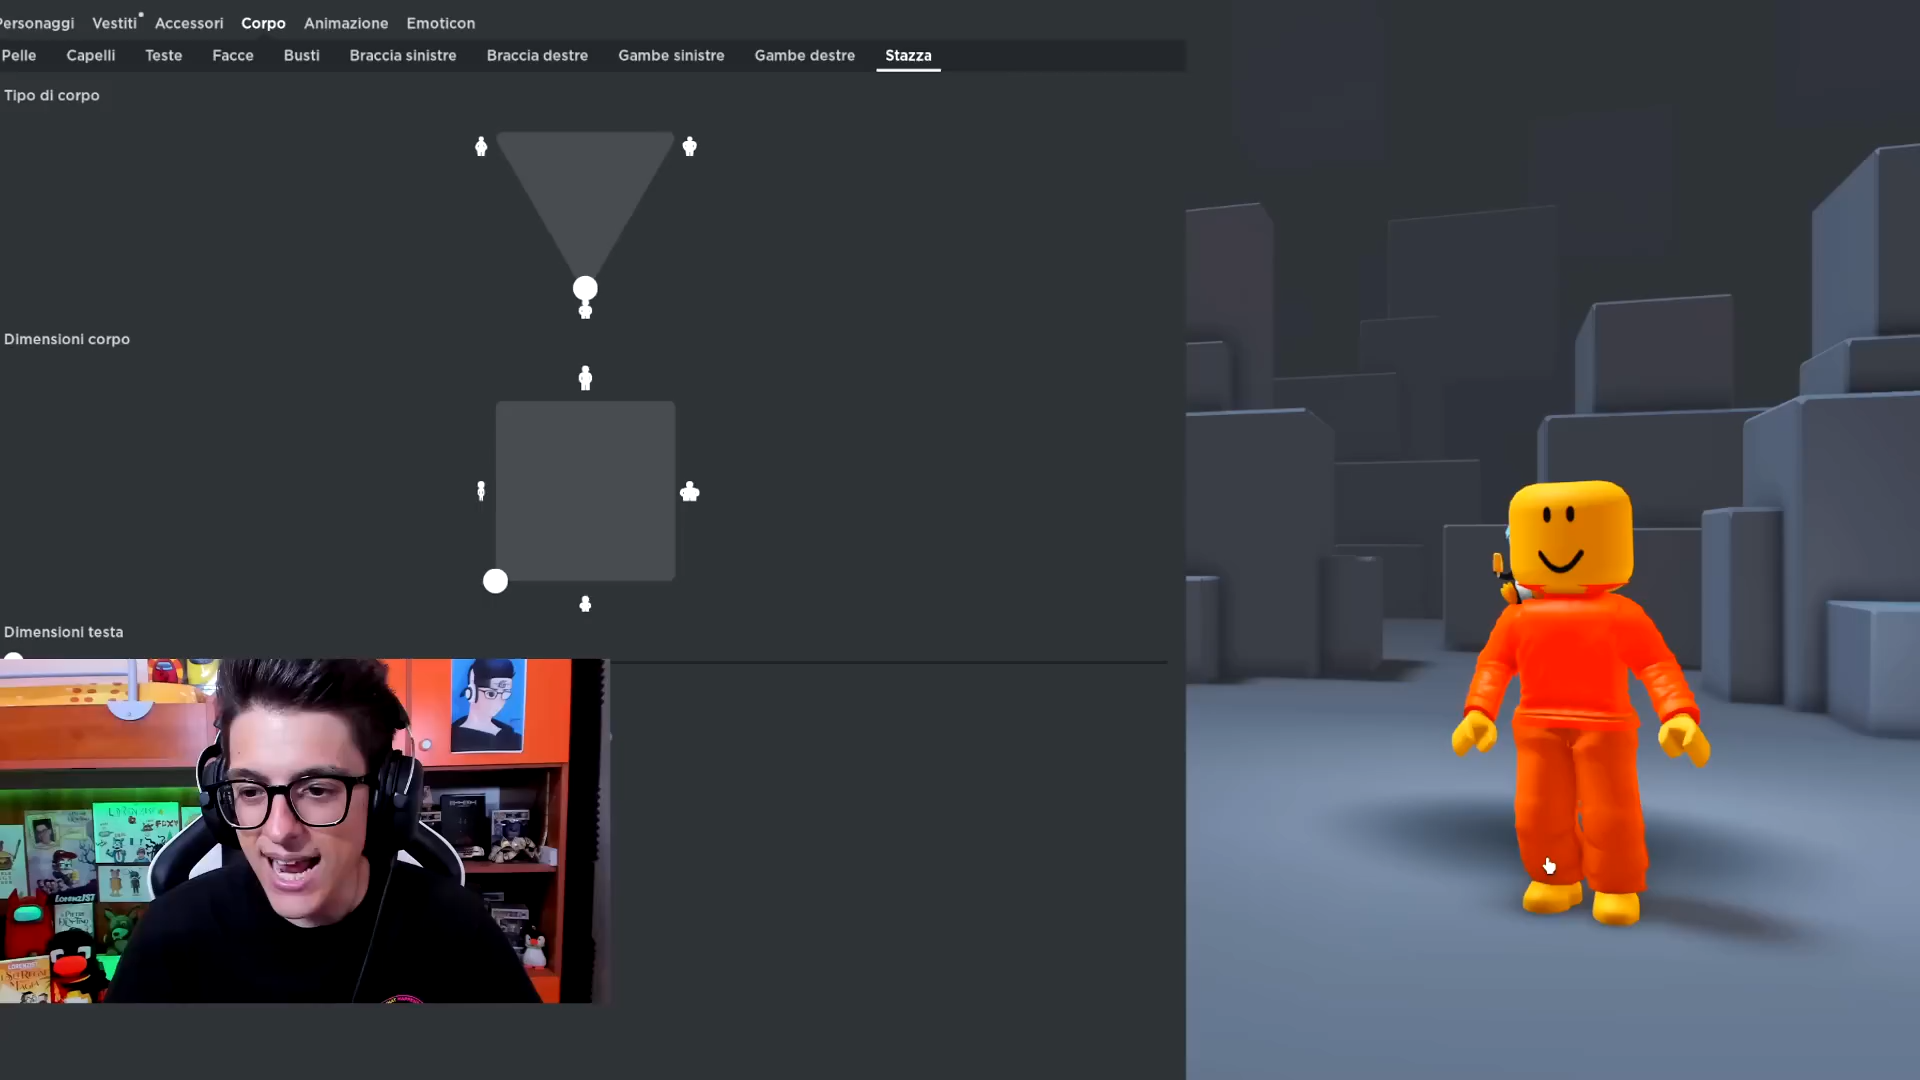 Personaggi Vestiti Accessori Corpo Animazione Emoticon
Pelle Capelli Teste Facce Busti Braccia sinistre Braccia destre Gambe sinistre Gambe destre Stazza
Tipo di corpo
Dimensioni corpo
Dimensioni testa